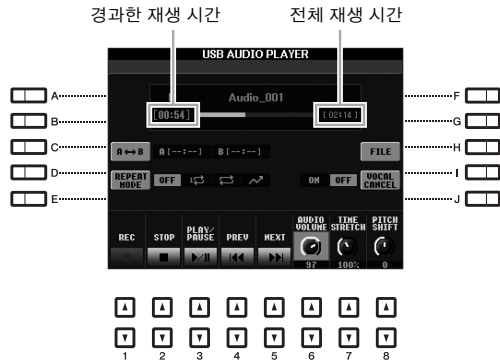 경과한 재생 시간
전체 재생 시간
USB AUDIO PLAYER
Audio_001
[00:54]
[02:14]
A
B
C
D
E
F
G
H
I
J
A↔B
A[--:--]
B[--:--]
FILE
REPEAT MODE
OFF
1
ON
OFF
VOCAL CANCEL
REC
STOP
PLAY/PAUSE
PREV
NEXT
AUDIO VOLUME
TIME STRETCH
PITCH SHIFT
97
100%
0
1 2 3 4 5 6 7 8